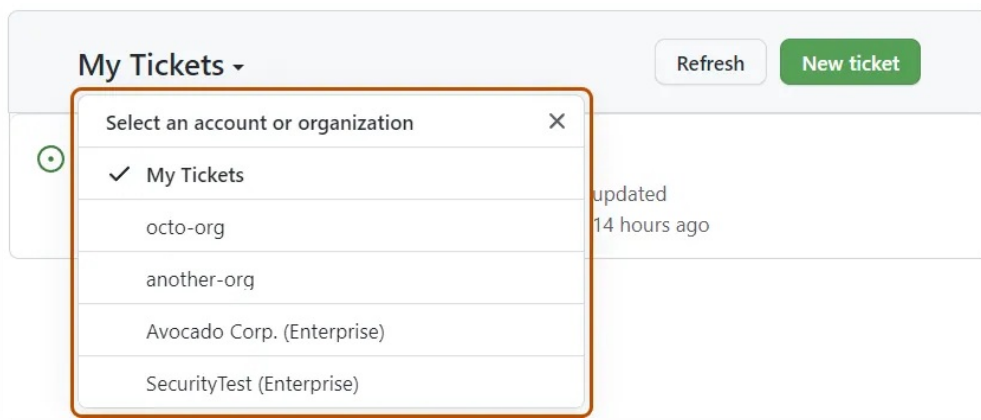 My Tickets
Refresh
New ticket
Select an account or organization
My Tickets
updated
octo-org
14 hours ago
another-org
Avocado Corp. (Enterprise)
SecurityTest (Enterprise)